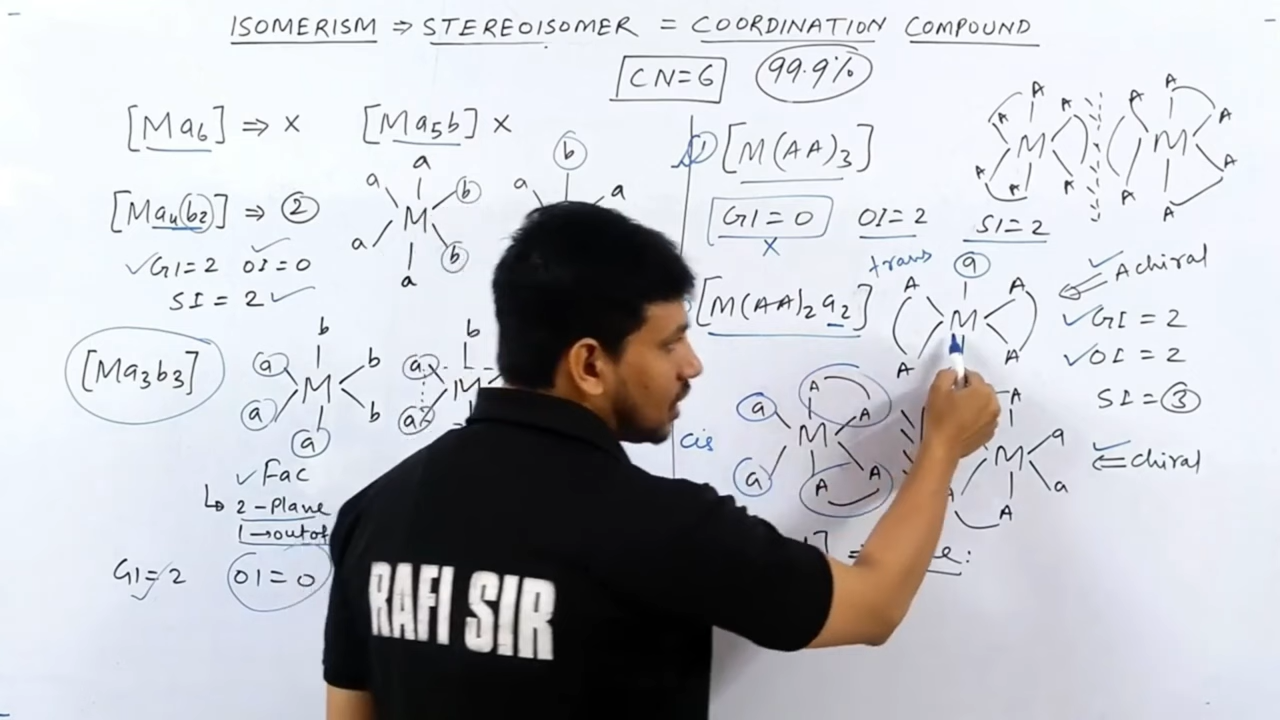 ISOMERISM ⇒ STEREOISOMER = COORDINATION COMPOUND
CN=6 99.9%
[Ma6] ⇒ x [Ma5b] x
[Ma4b2] ⇒ 2
✓GI=2 OI=0 ✓
SI=2 ✓
a a b
M
a b
a
b
a a
[Ma3b3]
b
a b
M
a b
a
b
a M
a
✓Fac
↳ 2-Plane
1→out of
GI=2 ✓ OI=0
1 [M(AA)3]
GI=0 OI=2 SI=2
x
A A A
M
A A A
A A A
M
A A A
[M(AA)2a2]
trans
a
A A
M
A A
⇐ Achiral
✓GI=2
✓OI=2
SI=3
⇐ chiral
cis
a A A
M
a A A
A
M a
a
A A
RAFI SIR